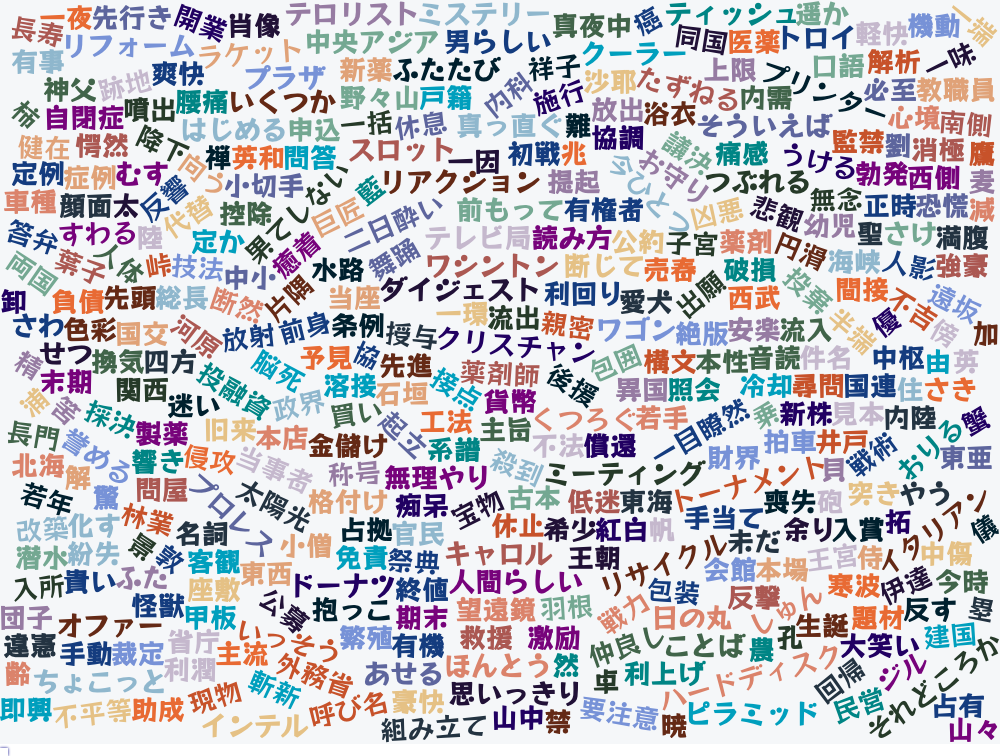 長寿 一夜 先行き 開業 肖像 テロリスト ミステリー 真夜中 癌 ティッシュ 遥か 軽快 機動 一端
有事 リフォーム ラケット 中央アジア 男らしい クーラー 同国 医薬 トロイ 口語 解析 一味
神父 跡地 爽快 プラザ 新薬 ふたたび 祥子 沙耶 たずねる 上限 プリンター 必至 教職員
自閉症 噴出 腰痛 いくつか 野々山 戸籍 内科 施行 放出 浴衣 内需 心境 南側
健在 愕然 降下 はじめる 申込 一括 休息 真っ直ぐ 難 協調 そういえば 監禁 劉 消極 鷹
定例 症例 むす 向う 禅 英和 問答 スロット 一因 初戦 兆 議決 痛感 うける 勃発 西側 麦
車種 顔面 太 反響 小切手 果てしない 藍 リアクション 提起 今ひとつ お守り つぶれる 無念 正時 恐慌 減
答弁 すわる 陸 代替 控除 巨匠 二日酔い 前もって 有権者 凶悪 悲観 幼児 聖 さけ 満腹
両国 葉子 人体 峠 技法 定か 中小 癒着 水路 舞踊 テレビ局 読み方 公約 子宮 薬剤 円滑 海峡 人影 強豪
卸 負債 先頭 総長 断然 片隅 当座 ワシントン 断じて 売春 破損 投棄 間接 不吉 遠坂
さわ 色彩 国文 河原 放射 前身 条例 授与 ダイジェスト 利回り 愛犬 出願 西武 半端 優 傍 加
精 せつ 換気 四方 脳死 予見 協 先進 一環 流出 親密 クリスチャン ワゴン 絶版 安楽 流入 件名 中枢 由 英
末期 関西 投融資 溶接 石垣 接点 薬剤師 後援 包囲 構文 本性 音読 異国 照会 冷却 尋問 国連 住 さき
迷い 政界 買い 起立 工法 貨幣 主旨 くつろぐ 若手 一目瞭然 乗 新株 見本 内陸 蟹
長門 誉める 採決 製薬 旧来 本店 金儲け 系譜 不法 償還 財界 拍車 井戸 戦術 おりる 東亜
北海 解 響き 侵攻 当事者 称号 無理やり 殺到 ミーティング トーナメント 貝
若年 驚 問屋 プロレス 太陽光 格付け 痴呆 宝物 古本 低迷 東海 手当て 喪失 砲 突き やう
改築 化す 林業 名詞 占拠 官民 休止 希少 紅白 帆 未だ 余り 入賞 拓 イタリアン 儀
潜水 紛失 景 敦 客観 小僧 免責 祭典 キャロル 王朝 リサイクル 会館 本場 王宮 侍 中傷
入所 貴い ふた 座敷 東西 ドーナツ 終値 人間らしい 包装 反撃 寒波 伊達 今時
団子 オファー 怪獣 甲板 公募 抱っこ 期末 望遠鏡 羽根 戦力 日の丸 しゅん 生誕 題材 反す 塁
違憲 手動 裁定 省庁 いっそう 繁殖 有機 救援 激励 仲良し ことば 農 孔 大笑い 建国
齢 ちょこっと 利潤 主流 外務省 あせる ほんとう 然 卓 利上げ ハードディスク 回帰 ジル それどころか
即興 不平等 助成 現物 斬新 呼び名 豪快 思いっきり 要注意 暁 ピラミッド 民営 占有
インテル 組み立て 山中 禁 山々